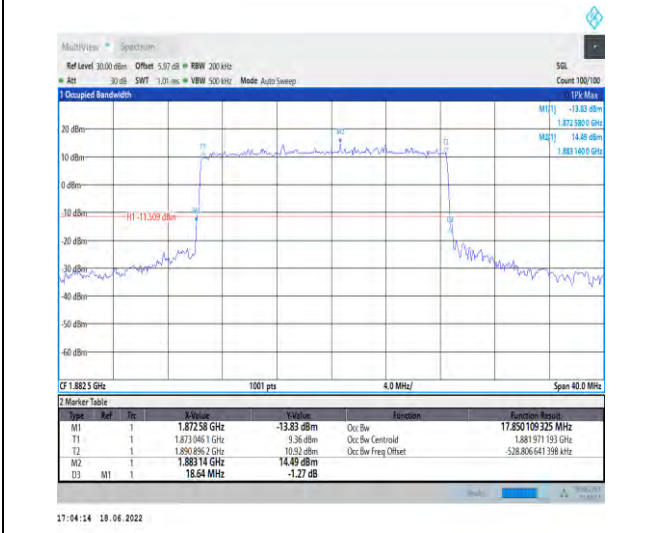 MultiView Spectrum
Ref Level 30.00 dBm Offset 5.97 dB RBW 200 kHz SGL
Att 30 dB SWT 1.01 ms VBW 500 kHz Mode Auto Sweep Count 100/100
1 Occupied Bandwidth 1Pk Max
M1[1] -13.83 dBm
1.872 580 0 GHz
M2[1] 14.49 dBm
1.883 140 0 GHz
M2
T1
T2
20 dBm
10 dBm
0 dBm
-10 dBm
H1 -11.509 dBm
-20 dBm
-30 dBm
-40 dBm
-50 dBm
-60 dBm
CF 1.882 5 GHz 1001 pts 4.0 MHz/ Span 40.0 MHz
2 Marker Table
Type Ref Trc X-Value Y-Value Function Function Result
M1 1 1.872 58 GHz -13.83 dBm Occ Bw 17.850 109 325 MHz
T1 1 1.873 046 1 GHz 9.36 dBm Occ Bw Centroid 1.881 971 193 GHz
T2 1 1.890 896 2 GHz 10.92 dBm Occ Bw Freq Offset -528.806 641 398 kHz
M2 1 1.883 14 GHz 14.49 dBm
D3 M1 1 18.64 MHz -1.27 dB
17:04:14 18.06.2022